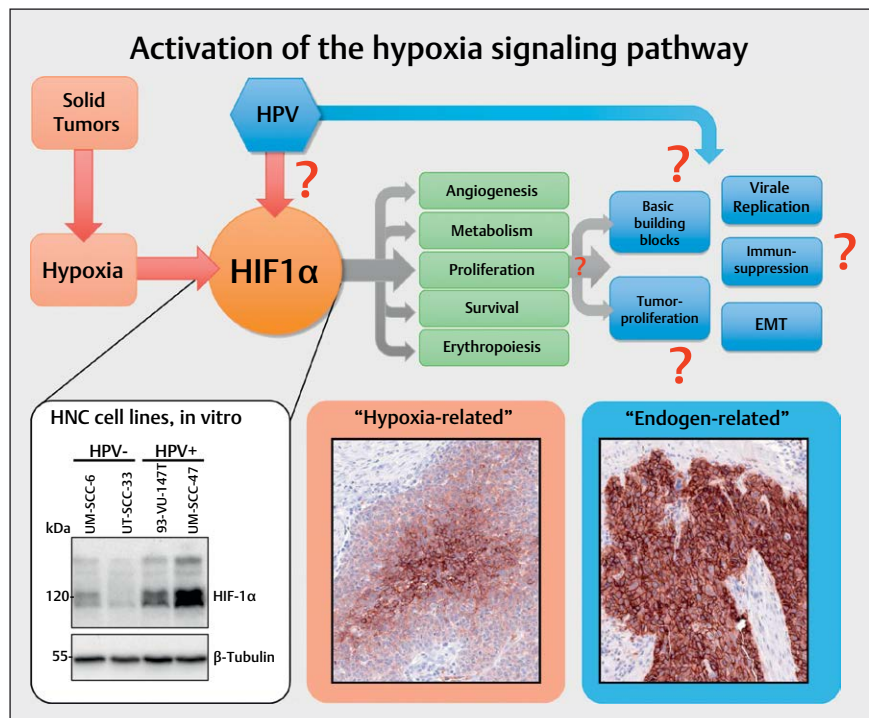 Activation of the hypoxia signaling pathway
Solid
Tumors
HPV
?
Hypoxia
HIF1α
Angiogenesis
Metabolism
Proliferation
Survival
Erythropoiesis
?
?
Basic
building
blocks
Tumor-
proliferation
?
Virale
Replication
Immun-
suppression
?
EMT
HNC cell lines, in vitro
HPV-
HPV+
UM-SCC-6
UT-SCC-33
93-VU-147T
UM-SCC-47
kDa
120-
HIF-1α
55-
β-Tubulin
“Hypoxia-related”
“Endogen-related”